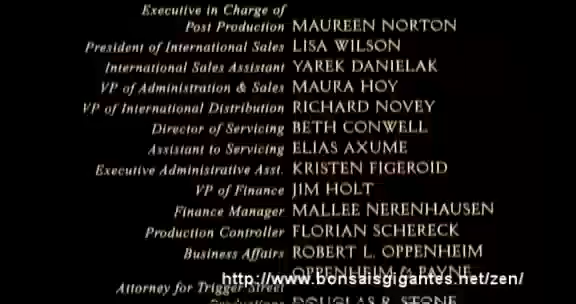 Executive in Charge of
Post Production MAUREEN NORTON
President of International Sales LISA WILSON
International Sales Assistant YAREK DANIELAK
VP of Administration & Sales MAURA HOY
VP of International Distribution RICHARD NOVEY
Director of Servicing BETH CONWELL
Assistant to Servicing ELIAS AXUME
Executive Administrative Asst. KRISTEN FIGEROID
VP of Finance JIM HOLT
Finance Manager MALLEE NERENHAUSEN
Production Controller FLORIAN SCHERECK
Business Affairs ROBERT L. OPPENHEIM
OPPENHEIM & PAYNE
http://www.bonsaisgigantes.net/zen/
Attorney for Trigger Street
Productions DOUGLAS R. STONE